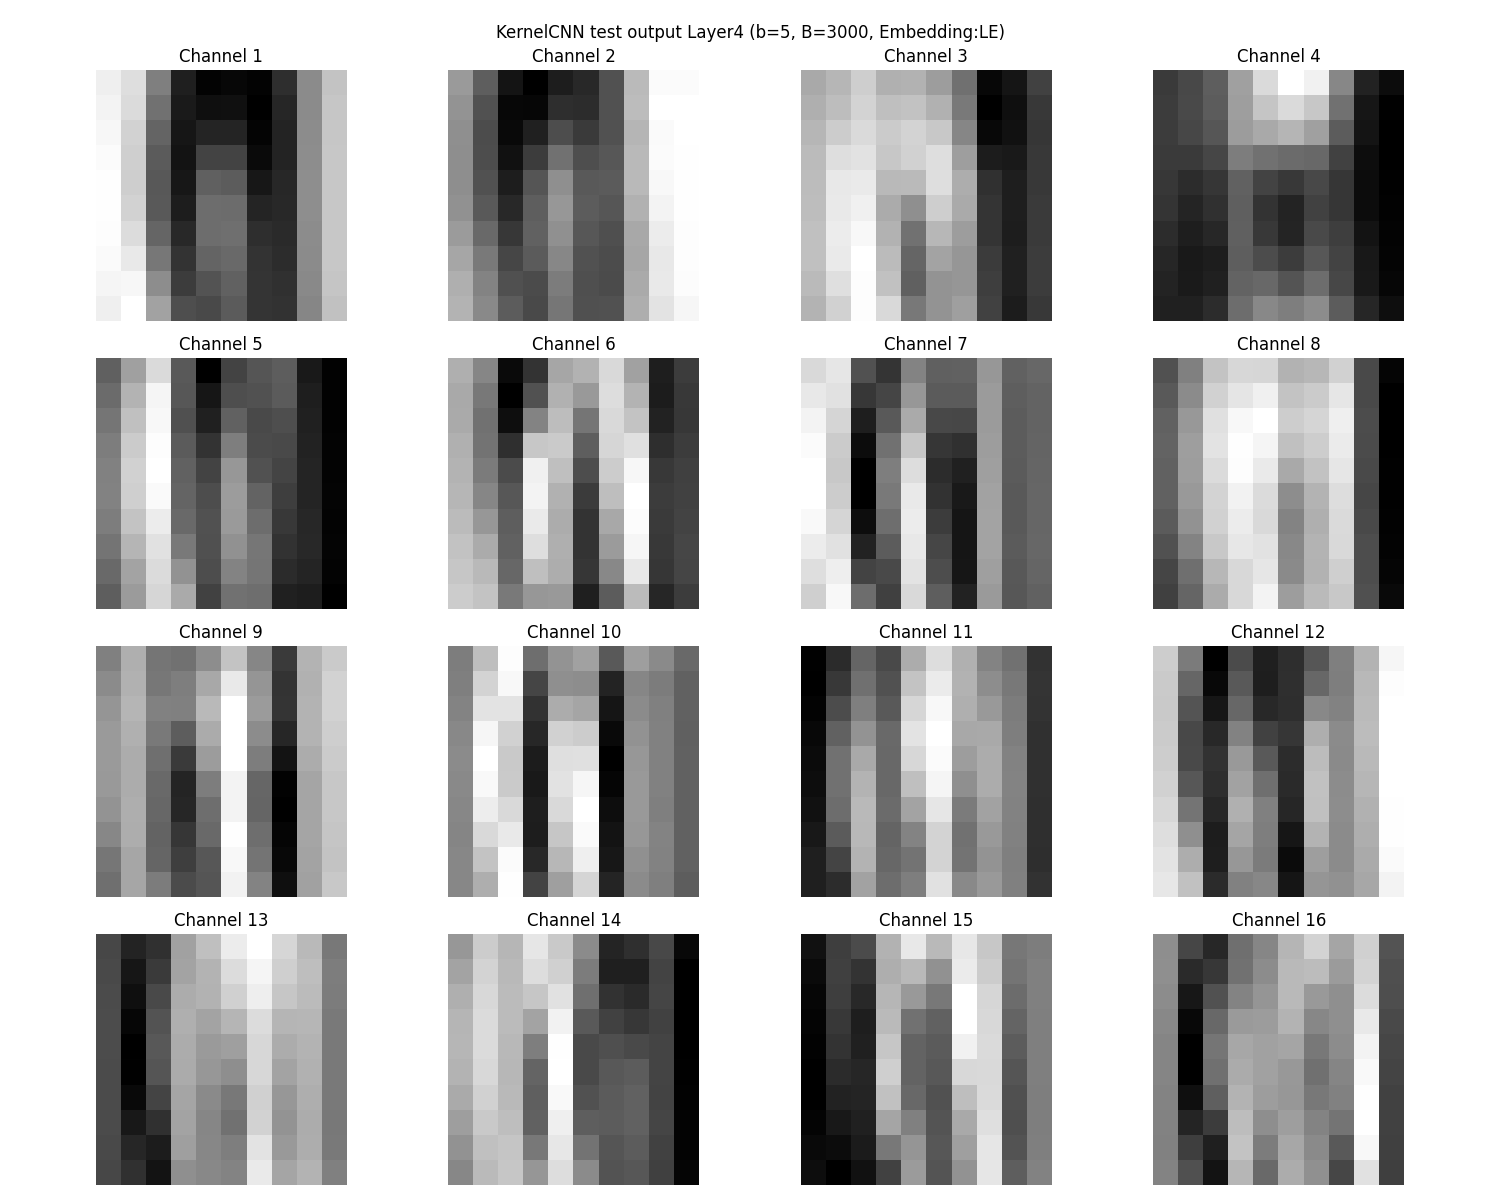 KernelCNN test output Layer4 (b=5, B=3000, Embedding:LE)
Channel 1
Channel 2
Channel 3
Channel 4
Channel 5
Channel 6
Channel 7
Channel 8
Channel 9
Channel 10
Channel 11
Channel 12
Channel 13
Channel 14
Channel 15
Channel 16